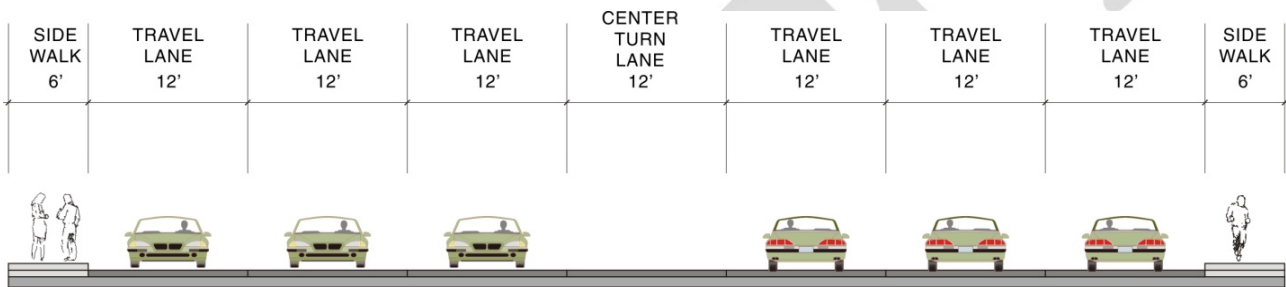 SIDE
WALK
6’
TRAVEL
LANE
12’
TRAVEL
LANE
12’
TRAVEL
LANE
12’
CENTER
TURN
LANE
12’
TRAVEL
LANE
12’
TRAVEL
LANE
12’
TRAVEL
LANE
12’
SIDE
WALK
6’